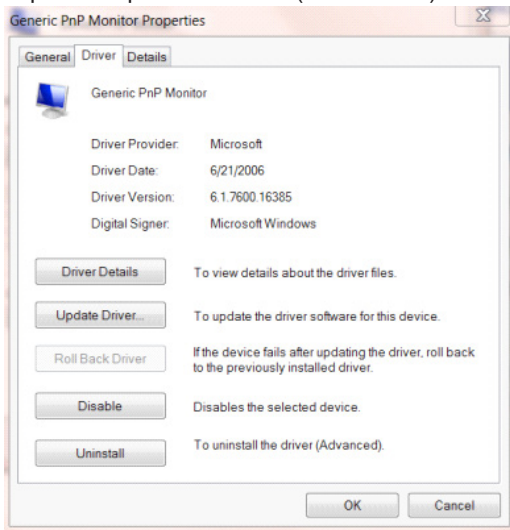 Generic PnP Monitor Properties
General Driver Details
Generic PnP Monitor
Driver Provider: Microsoft
Driver Date: 6/21/2006
Driver Version: 6.1.7600.16385
Digital Signer: Microsoft Windows
Driver Details To view details about the driver files.
Update Driver... To update the driver software for this device.
Roll Back Driver If the device fails after updating the driver, roll back
to the previously installed driver.
Disable Disables the selected device.
Uninstall To uninstall the driver (Advanced).
OK Cancel